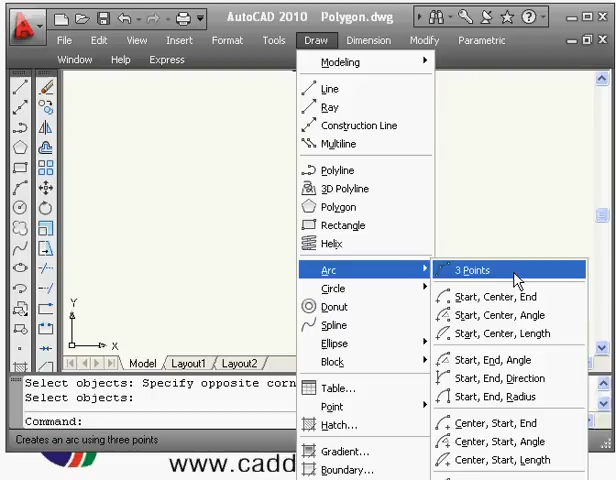 AutoCAD 2010 Polygon.dwg
File Edit View Insert Format Tools Draw Dimension Modify Parametric
Window Help Express
Modeling
Line
Ray
Construction Line
Multiline
Polyline
3D Polyline
Polygon
Rectangle
Helix
Arc
Circle
Donut
Spline
Ellipse
Block
Table...
Point
Hatch...
Gradient...
Boundary...
3 Points
Start, Center, End
Start, Center, Angle
Start, Center, Length
Start, End, Angle
Start, End, Direction
Start, End, Radius
Center, Start, End
Center, Start, Angle
Center, Start, Length
Y
X
Model Layout1 Layout2
Select objects: Specify opposite corn
Select objects:
Command:
Creates an arc using three points
www.cadd